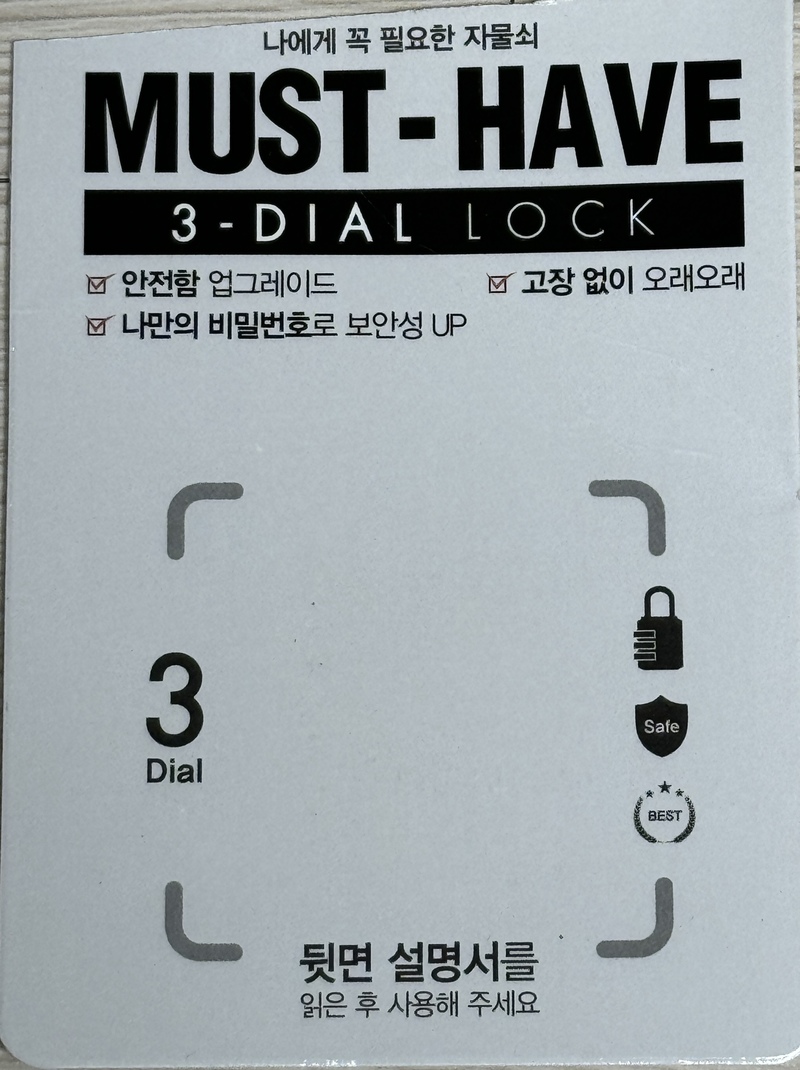 나에게 꼭 필요한 자물쇠
MUST-HAVE
3-DIAL LOCK
안전함 업그레이드
고장 없이 오래오래
나만의 비밀번호로 보안성 UP
3
Dial
Safe
BEST
뒷면 설명서를
읽은 후 사용해 주세요